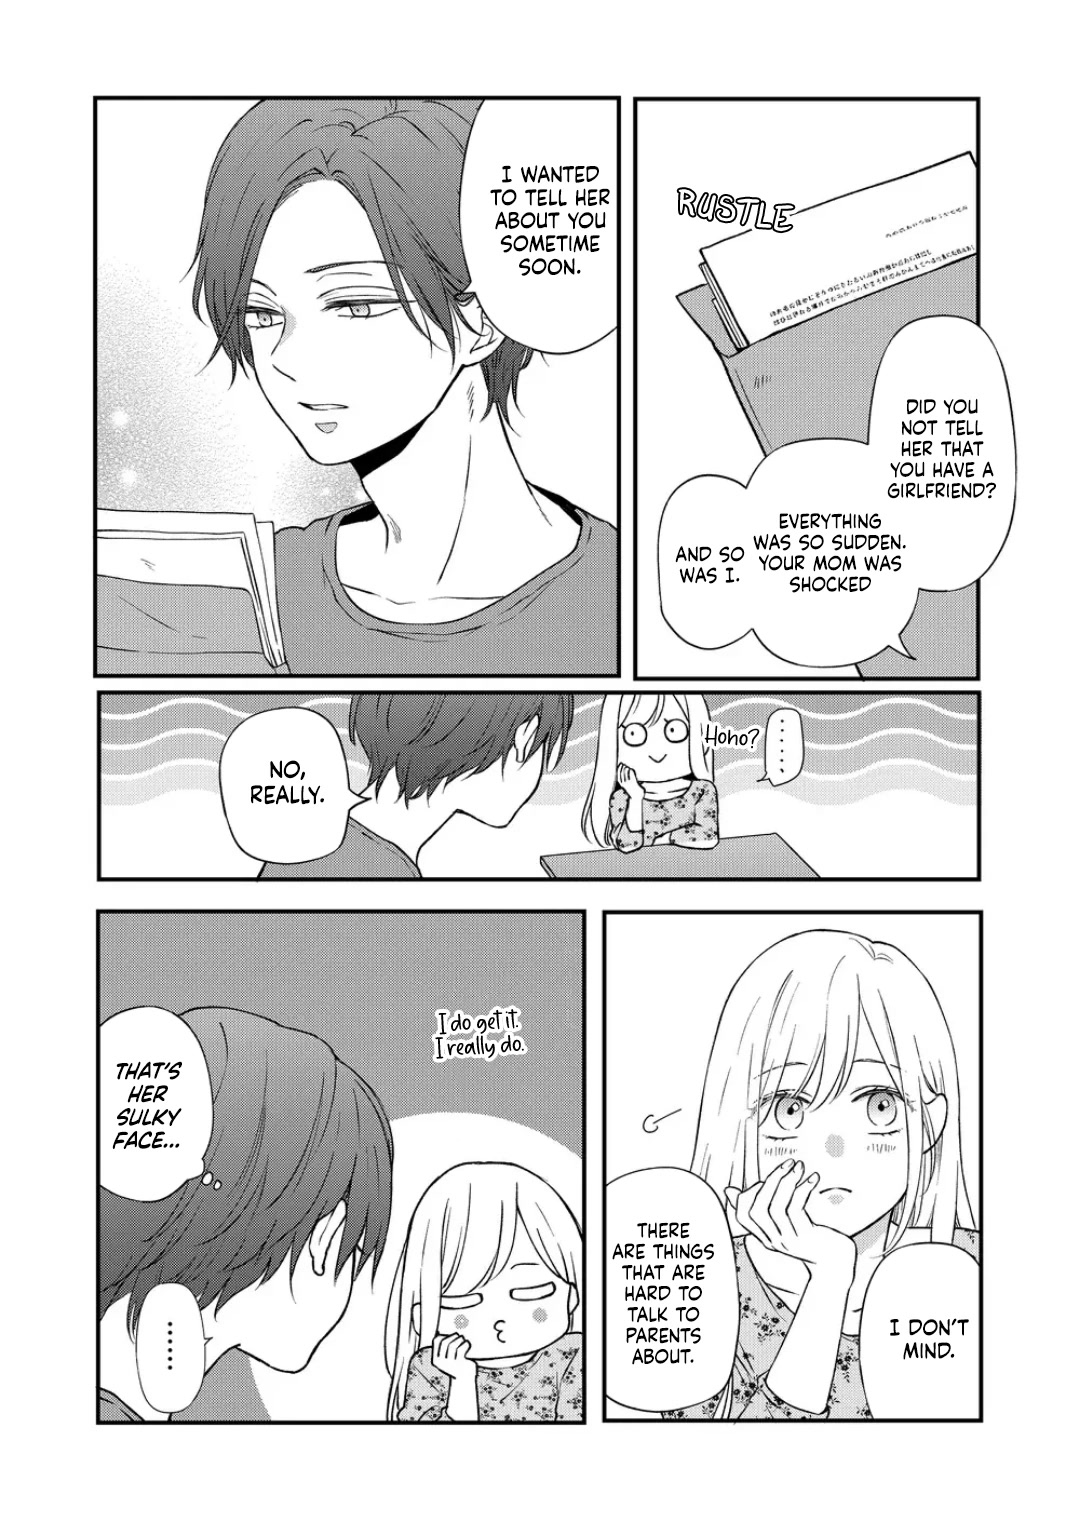 RUSTLE
DID YOU
NOT TELL
HER THAT
YOU HAVE A
GIRLFRIEND?
EVERYTHING
WAS SO SUDDEN.
YOUR MOM WAS
SHOCKED
AND SO
WAS I.
I WANTED
TO TELL HER
ABOUT YOU
SOMETIME
SOON.
......
Hoho?
NO,
REALLY.
I DON'T
MIND.
THERE
ARE THINGS
THAT ARE
HARD TO
TALK TO
PARENTS
ABOUT.
I do get it.
I really do.
THAT'S
HER
SULKY
FACE...
......